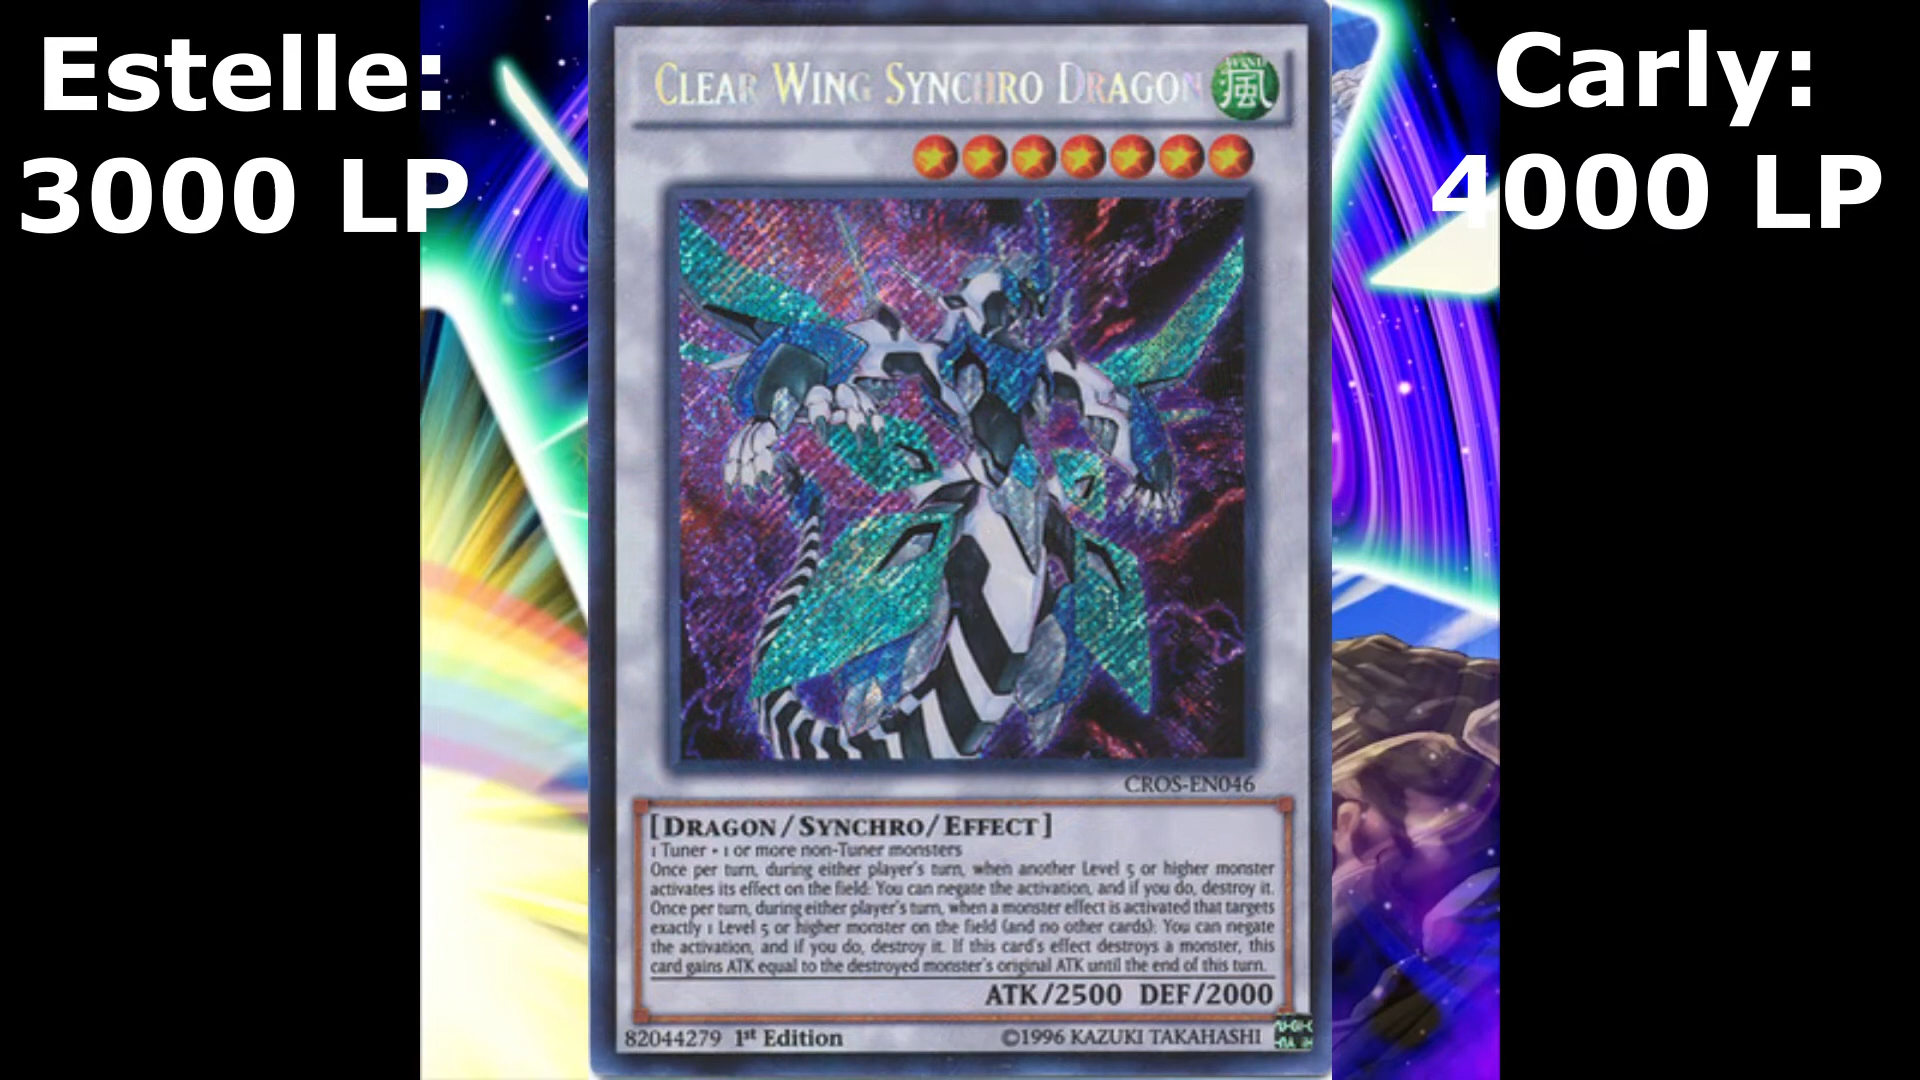 Estelle:
3000 LP
Carly:
4000 LP
CLEAR WING SYNCHRO DRAGON
WIND
風
CROS-EN046
[DRAGON/SYNCHRO/EFFECT]
1 Tuner + 1 or more non-Tuner monsters
Once per turn, during either player's turn, when another Level 5 or higher monster
activates its effect on the field: You can negate the activation, and if you do, destroy it.
Once per turn, during either player's turn, when a monster effect is activated that targets
exactly 1 Level 5 or higher monster on the field (and no other cards): You can negate
the activation, and if you do, destroy it. If this card's effect destroys a monster, this
card gains ATK equal to the destroyed monster's original ATK until the end of this turn.
ATK/2500 DEF/2000
82044279 1st Edition
©1996 KAZUKI TAKAHASHI